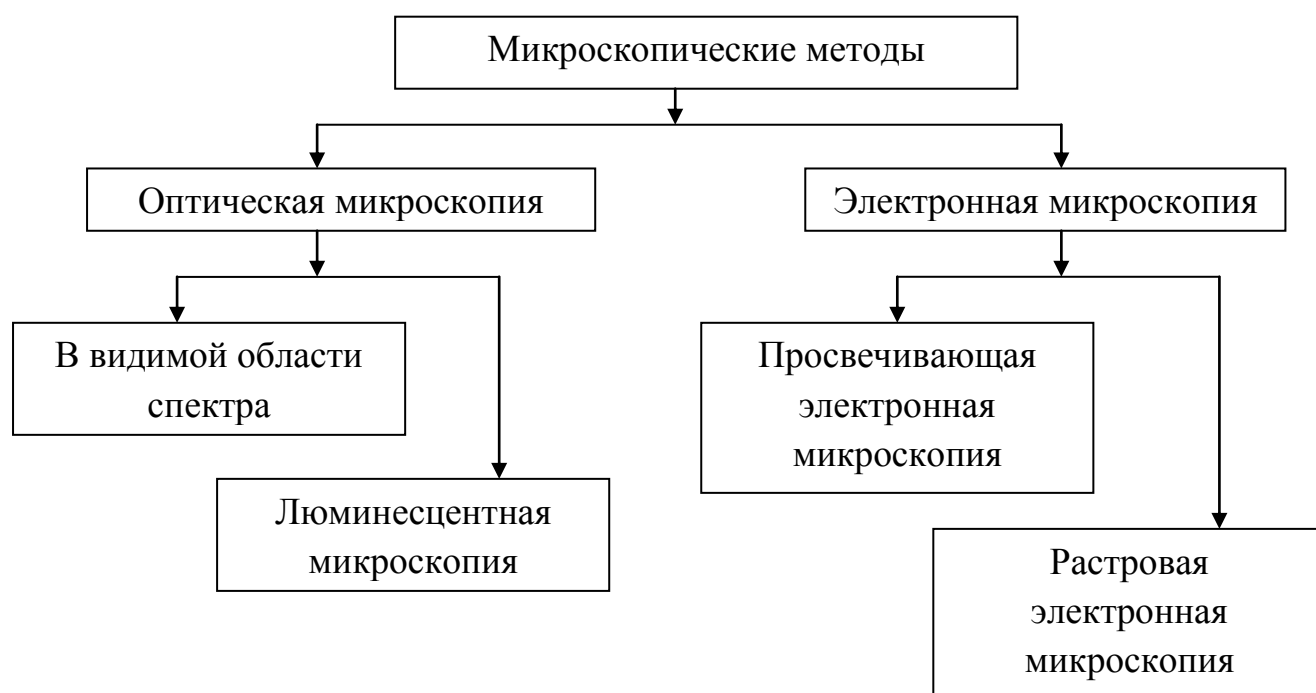 Микроскопические методы
Оптическая микроскопия
Электронная микроскопия
В видимой области
спектра
Просвечивающая
электронная
микроскопия
Люминесцентная
микроскопия
Растровая
электронная
микроскопия